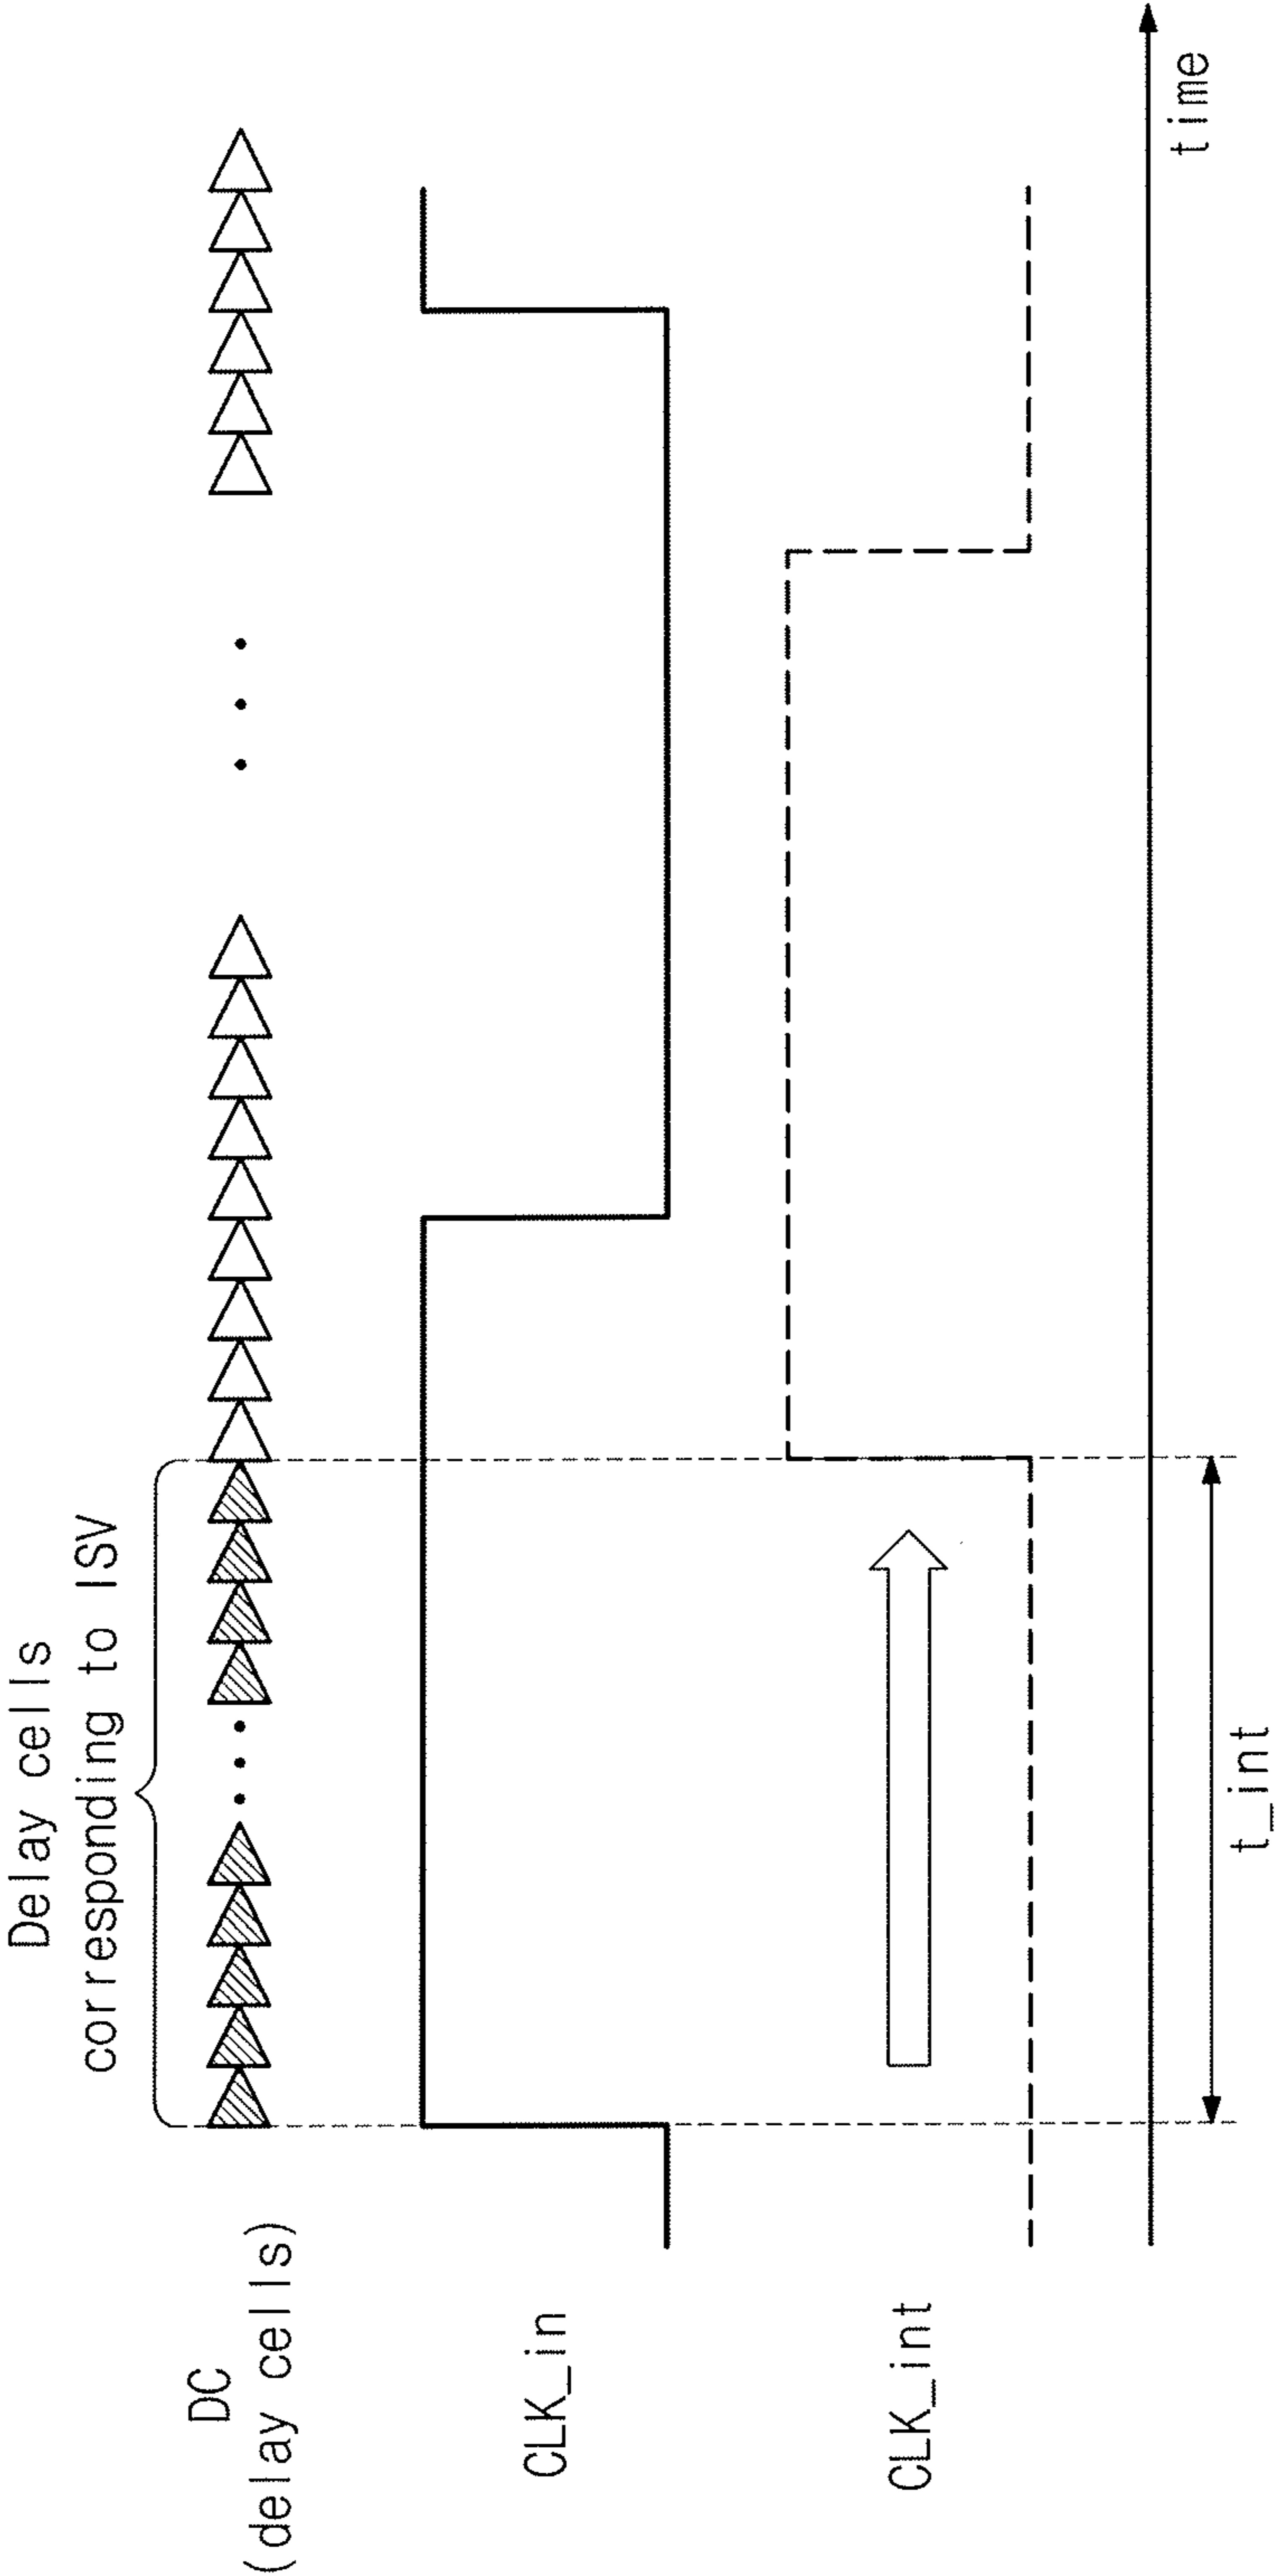 Delay cells
corresponding to ISV
DC
(delay cells)
CLK_in
CLK_int
time
t_int